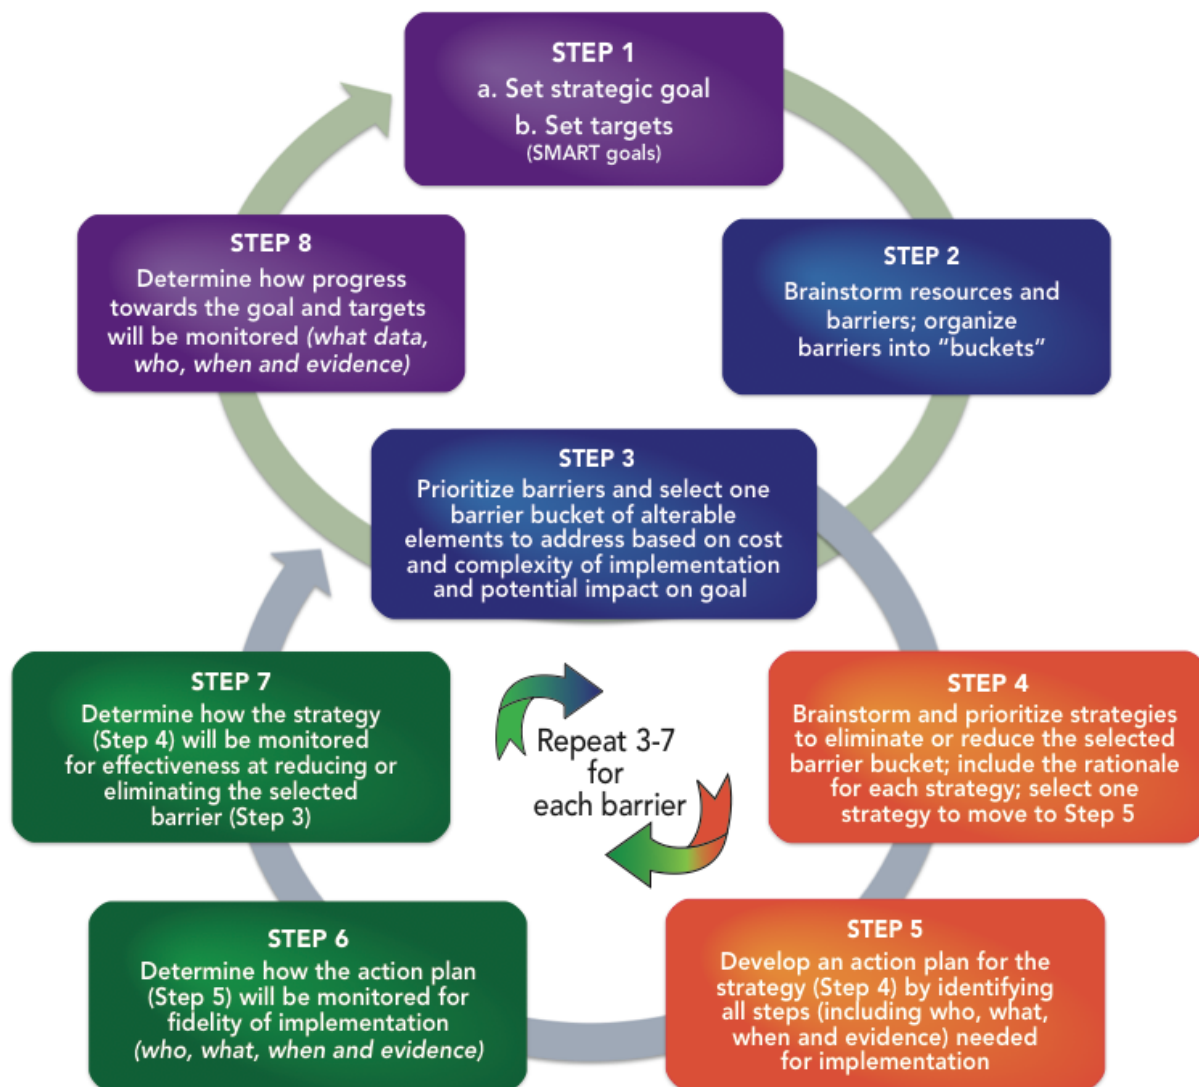 STEP 1
a. Set strategic goal
b. Set targets
(SMART goals)
STEP 2
Brainstorm resources and
barriers; organize
barriers into “buckets”
STEP 3
Prioritize barriers and select one
barrier bucket of alterable
elements to address based on cost
and complexity of implementation
and potential impact on goal
STEP 4
Brainstorm and prioritize strategies
to eliminate or reduce the selected
barrier bucket; include the rationale
for each strategy; select one
strategy to move to Step 5
STEP 5
Develop an action plan for the
strategy (Step 4) by identifying
all steps (including who, what,
when and evidence) needed
for implementation
STEP 6
Determine how the action plan
(Step 5) will be monitored for
fidelity of implementation
(who, what, when and evidence)
STEP 7
Determine how the strategy
(Step 4) will be monitored
for effectiveness at reducing or
eliminating the selected
barrier (Step 3)
STEP 8
Determine how progress
towards the goal and targets
will be monitored (what data,
who, when and evidence)
Repeat 3-7
for
each barrier